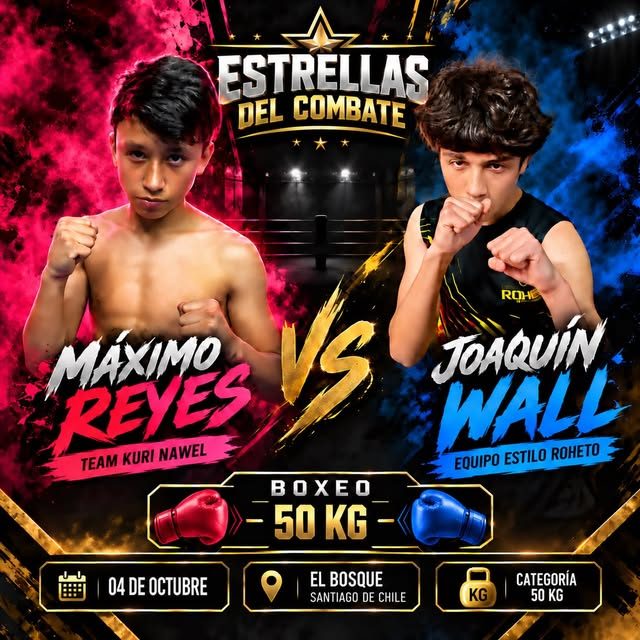 ESTRELLAS
DEL COMBATE
MÁXIMO
REYES
TEAM KURI NAWEL
VS
JOAQUÍN
WALL
EQUIPO ESTILO ROHETO
BOXEO
50 KG
04 DE OCTUBRE
EL BOSQUE
SANTIAGO DE CHILE
KG
CATEGORÍA
50 KG